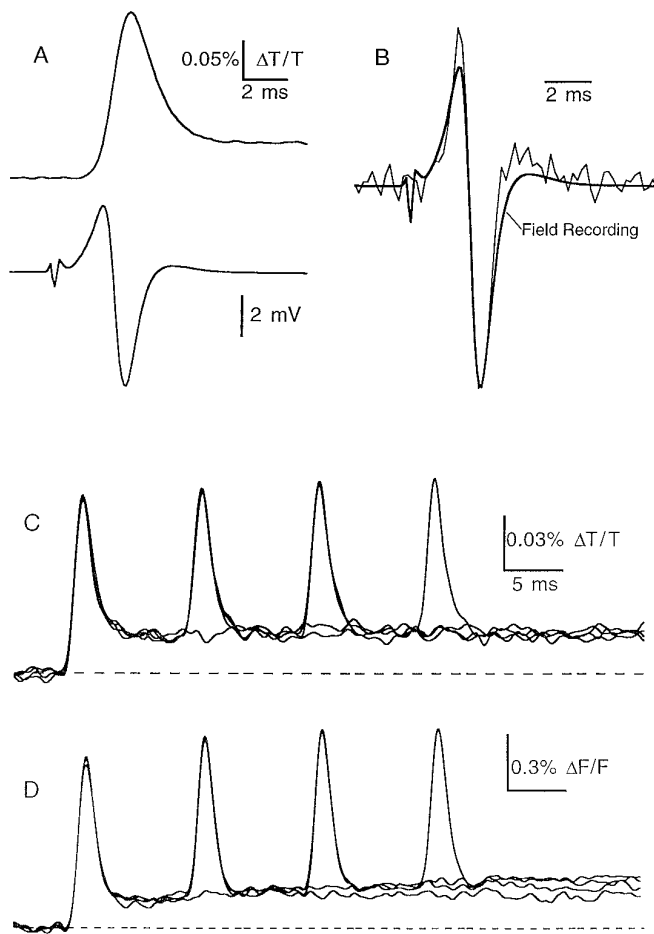 A
0.05% ΔT/T
2 ms
2 mV
B
2 ms
Field Recording
C
0.03% ΔT/T
5 ms
D
0.3% ΔF/F